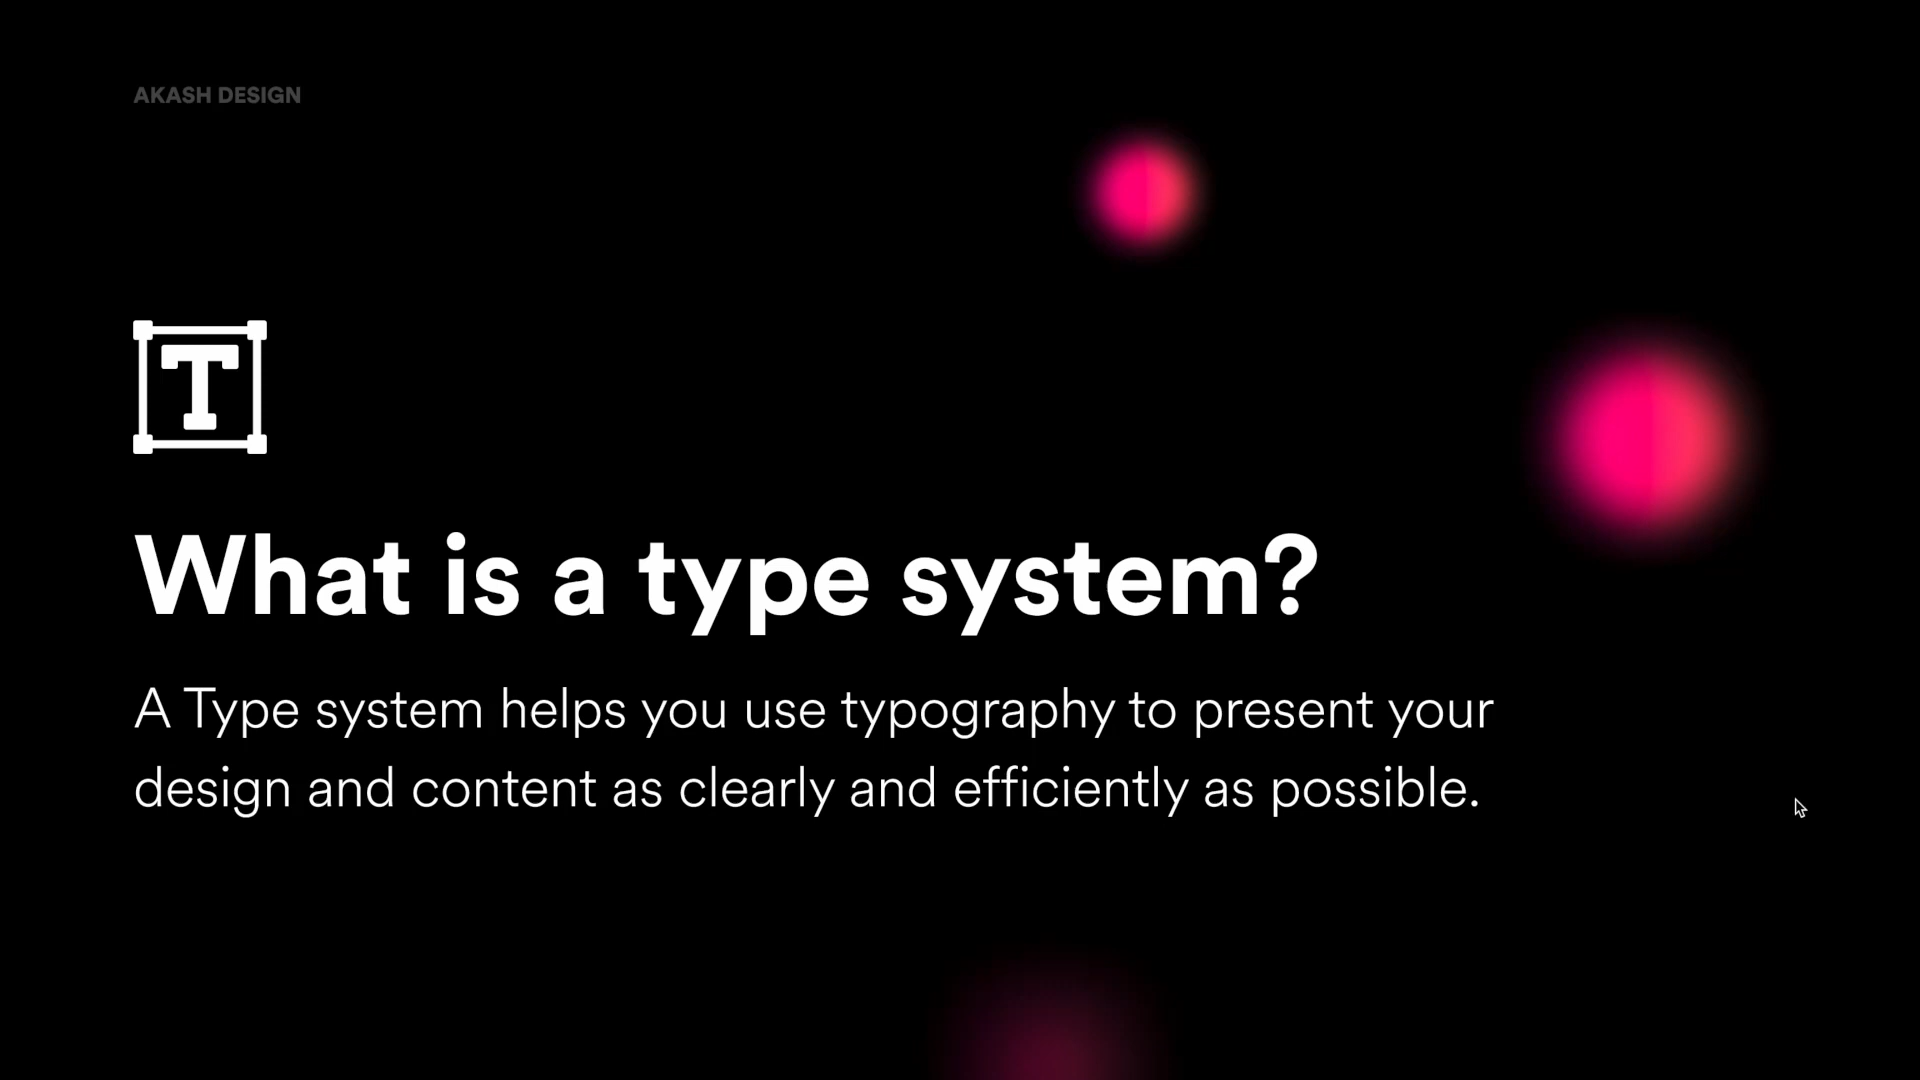 AKASH DESIGN
T
What is a type system?
A Type system helps you use typography to present your
design and content as clearly and efficiently as possible.